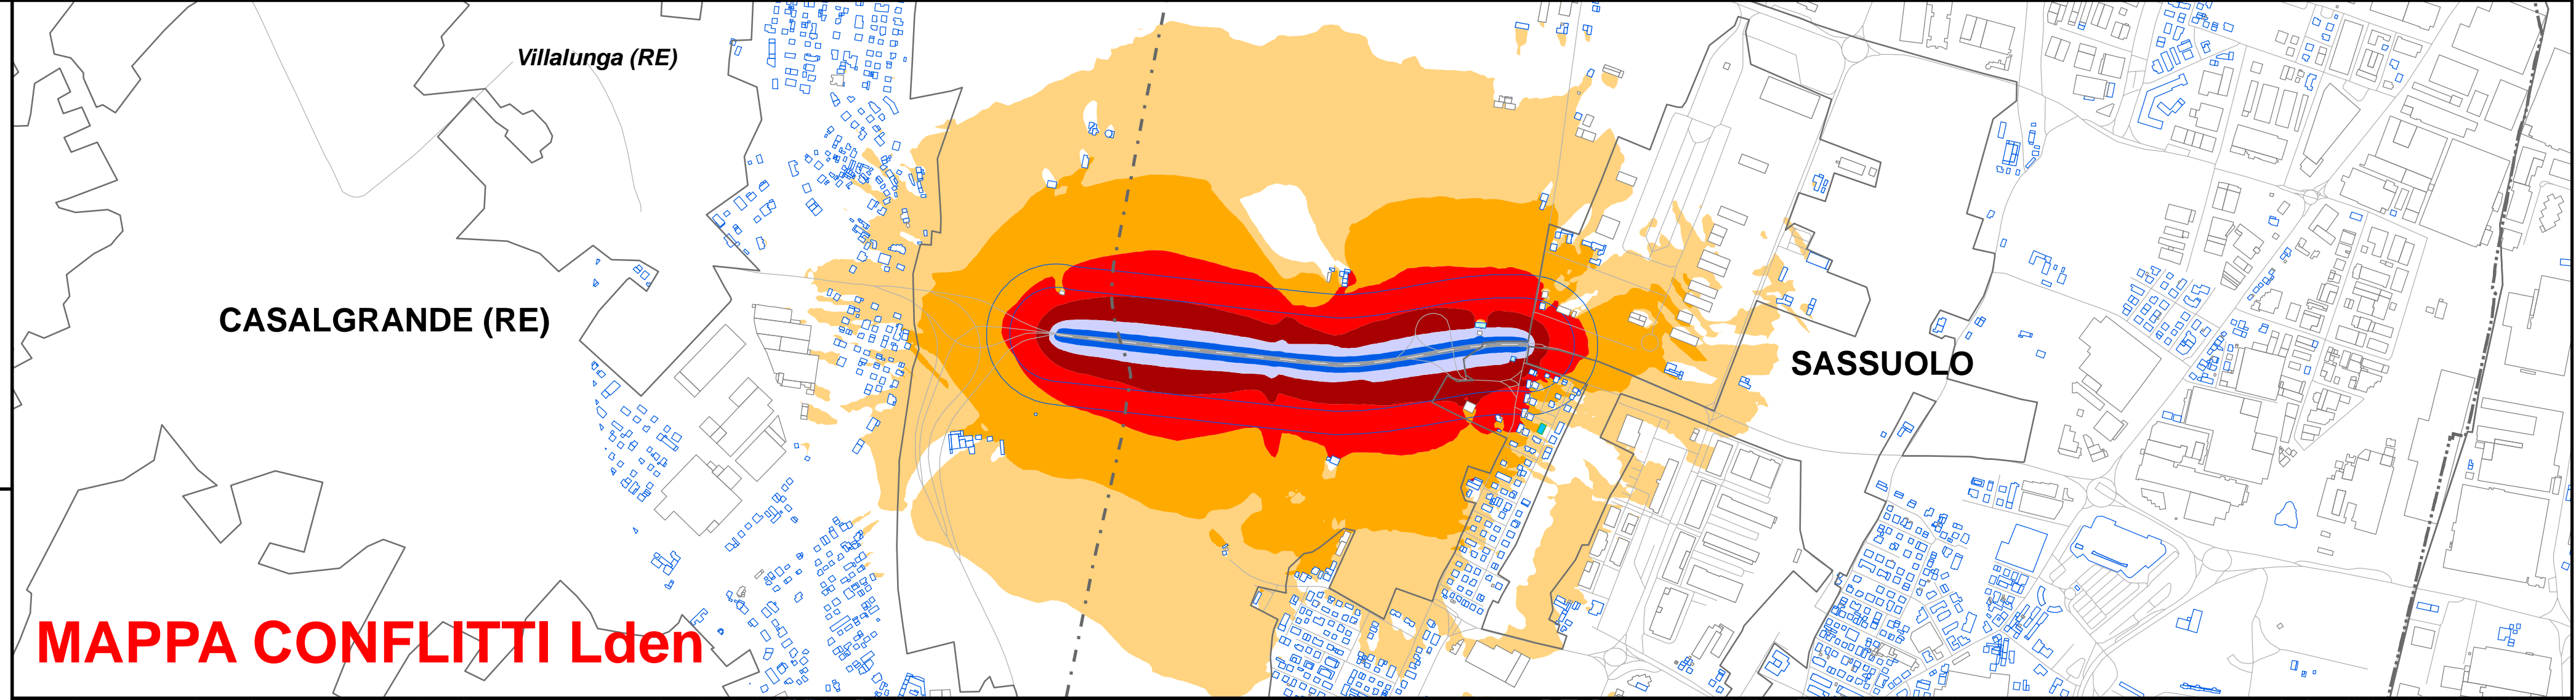 Villalunga (RE)
CASALGRANDE (RE)
SASSUOLO
MAPPA CONFLITTI Lden